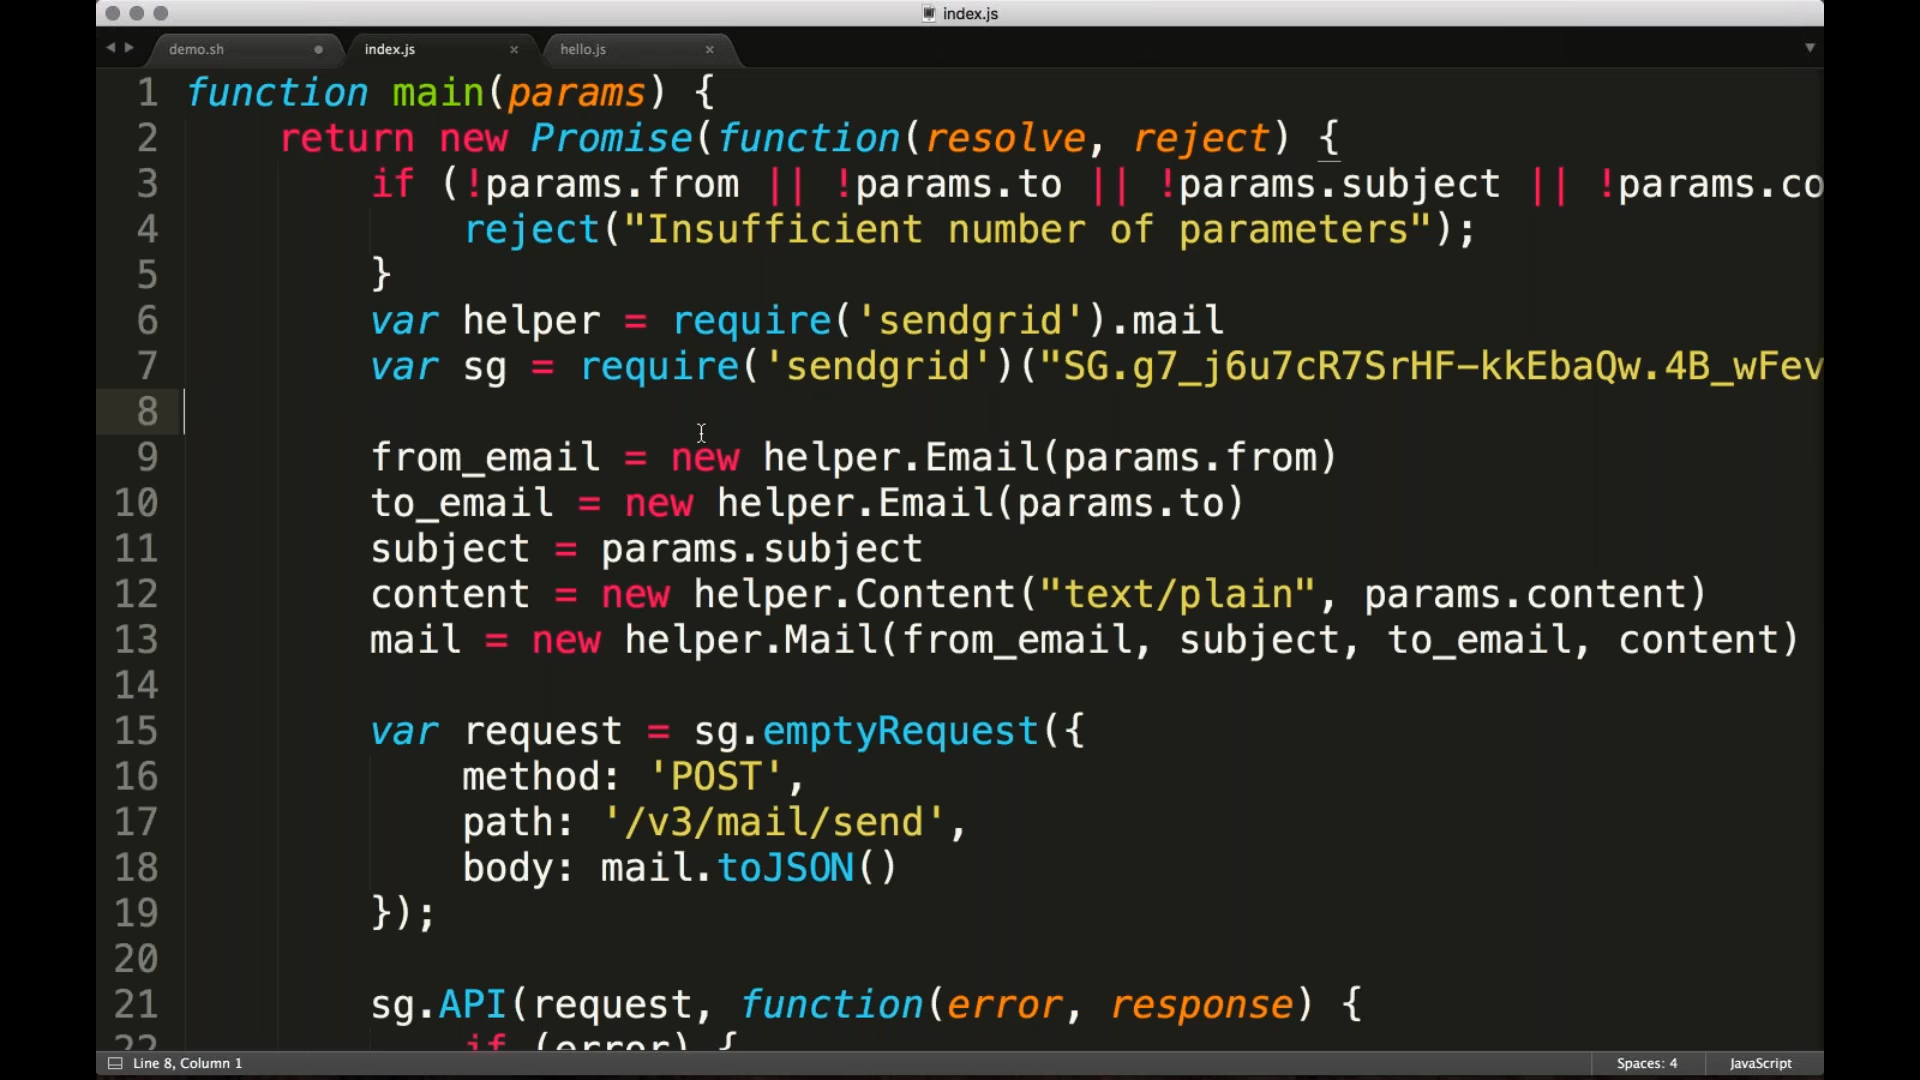 index.js
demo.sh
index.js
hello.js
1 function main(params) {
2 return new Promise(function(resolve, reject) {
3 if (!params.from || !params.to || !params.subject || !params.co
4 reject("Insufficient number of parameters");
5 }
6 var helper = require('sendgrid').mail
7 var sg = require('sendgrid')("SG.g7_j6u7cR7SrHF-kkEbaQw.4B_wFev
8
9 from_email = new helper.Email(params.from)
10 to_email = new helper.Email(params.to)
11 subject = params.subject
12 content = new helper.Content("text/plain", params.content)
13 mail = new helper.Mail(from_email, subject, to_email, content)
14
15 var request = sg.emptyRequest({
16 method: 'POST',
17 path: '/v3/mail/send',
18 body: mail.toJSON()
19 });
20
21 sg.API(request, function(error, response) {
22 if (error) {
Line 8, Column 1
Spaces: 4
JavaScript